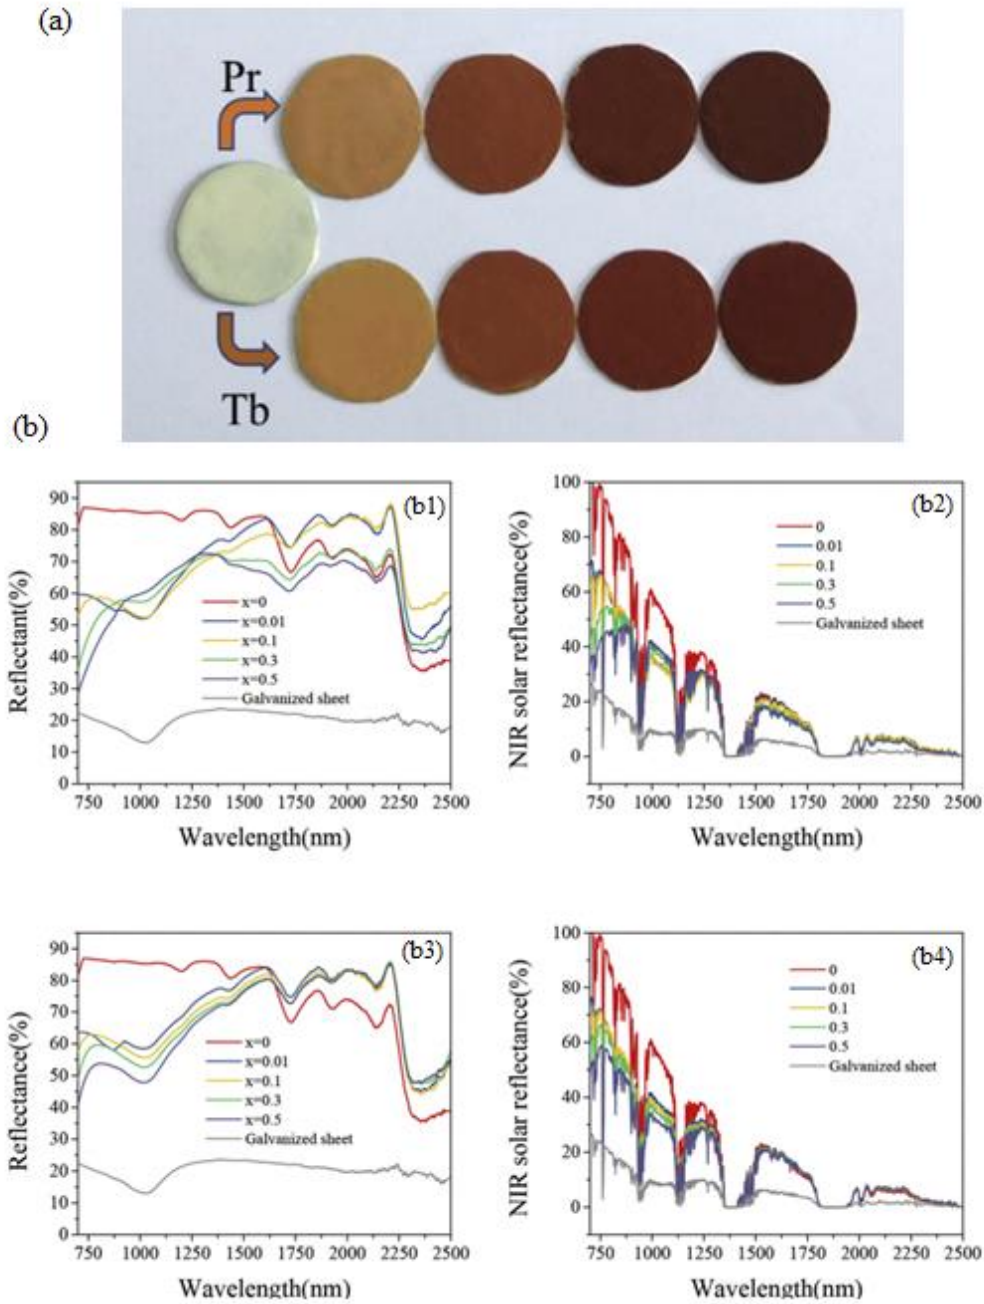 (a)
Pr
Tb
(b)
(b1)
90
80
70
60
50
40
30
20
10
0
Reflectant(%)
x=0
x=0.01
x=0.1
x=0.3
x=0.5
Galvanized sheet
750 1000 1250 1500 1750 2000 2250 2500
Wavelength(nm)
(b2)
100
80
60
40
20
0
NIR solar reflectance(%)
0
0.01
0.1
0.3
0.5
Galvanized sheet
750 1000 1250 1500 1750 2000 2250 2500
Wavelength(nm)
(b3)
90
80
70
60
50
40
30
20
10
0
Reflectance(%)
x=0
x=0.01
x=0.1
x=0.3
x=0.5
Galvanized sheet
750 1000 1250 1500 1750 2000 2250 2500
Wavelength(nm)
(b4)
100
80
60
40
20
0
NIR solar reflectance(%)
0
0.01
0.1
0.3
0.5
Galvanized sheet
750 1000 1250 1500 1750 2000 2250 2500
Wavelength(nm)